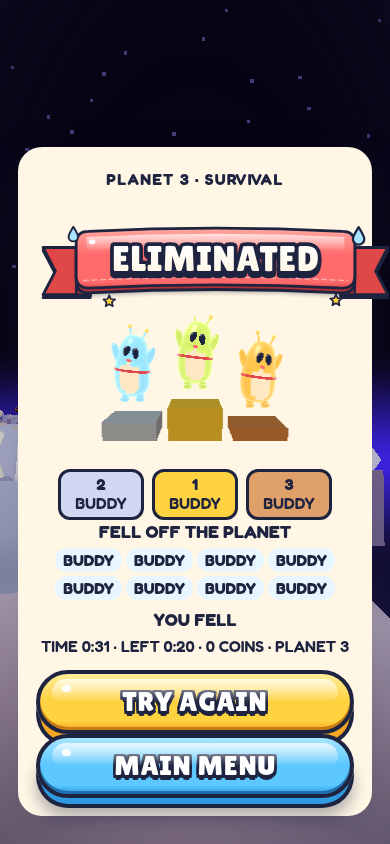 PLANET 3 · SURVIVAL
ELIMINATED
2 1 3
BUDDY BUDDY BUDDY
FELL OFF THE PLANET
BUDDY BUDDY BUDDY BUDDY
BUDDY BUDDY BUDDY BUDDY
YOU FELL
TIME 0:31 · LEFT 0:20 · 0 COINS · PLANET 3
TRY AGAIN
MAIN MENU